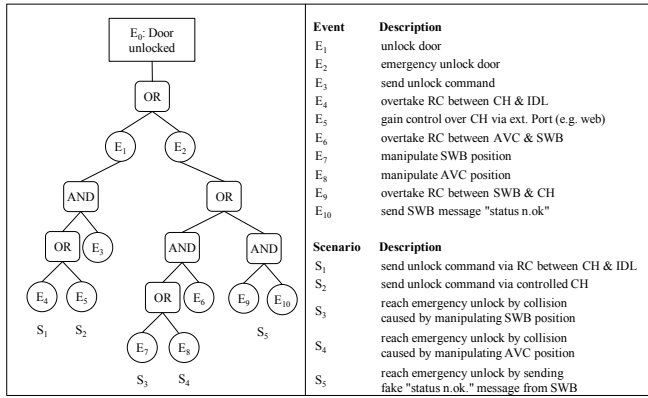 E0: Door
unlocked
OR
E1
E2
AND
OR
OR
E3
AND
AND
E4
E5
OR
E6
E9
E10
S1
S2
E7
E8
S5
S3
S4
Event Description
E1 unlock door
E2 emergency unlock door
E3 send unlock command
E4 overtake RC between CH & IDL
E5 gain control over CH via ext. Port (e.g. web)
E6 overtake RC between AVC & SWB
E7 manipulate SWB position
E8 manipulate AVC position
E9 overtake RC between SWB & CH
E10 send SWB message "status n.ok"
Scenario Description
S1 send unlock command via RC between CH & IDL
S2 send unlock command via controlled CH
S3 reach emergency unlock by collision
caused by manipulating SWB position
S4 reach emergency unlock by collision
caused by manipulating AVC position
S5 reach emergency unlock by sending
fake "status n.ok." message from SWB